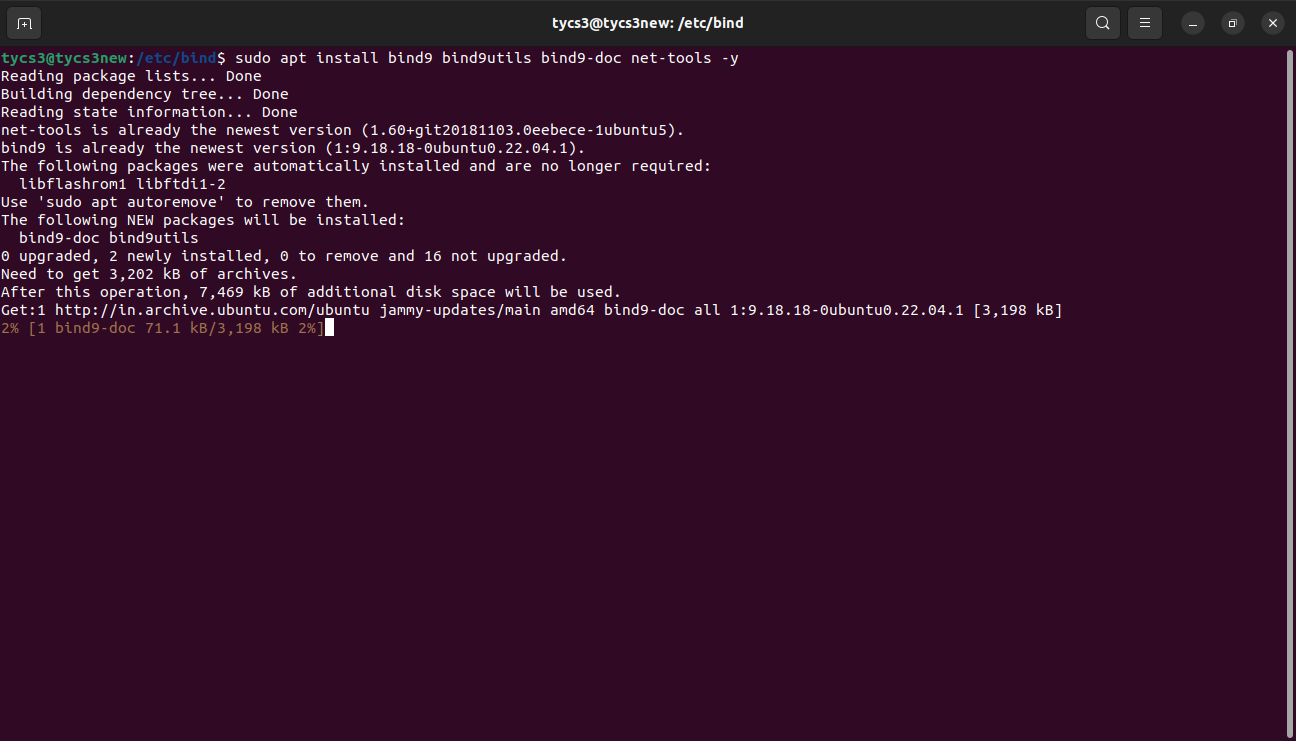 tycs3@tycs3new: /etc/bind
tycs3@tycs3new:/etc/bind$ sudo apt install bind9 bind9utils bind9-doc net-tools -y
Reading package lists... Done
Building dependency tree... Done
Reading state information... Done
net-tools is already the newest version (1.60+git20181103.0eebece-1ubuntu5).
bind9 is already the newest version (1:9.18.18-0ubuntu0.22.04.1).
The following packages were automatically installed and are no longer required:
  libflashrom1 libftdi1-2
Use 'sudo apt autoremove' to remove them.
The following NEW packages will be installed:
  bind9-doc bind9utils
0 upgraded, 2 newly installed, 0 to remove and 16 not upgraded.
Need to get 3,202 kB of archives.
After this operation, 7,469 kB of additional disk space will be used.
Get:1 http://in.archive.ubuntu.com/ubuntu jammy-updates/main amd64 bind9-doc all 1:9.18.18-0ubuntu0.22.04.1 [3,198 kB]
2% [1 bind9-doc 71.1 kB/3,198 kB 2%]